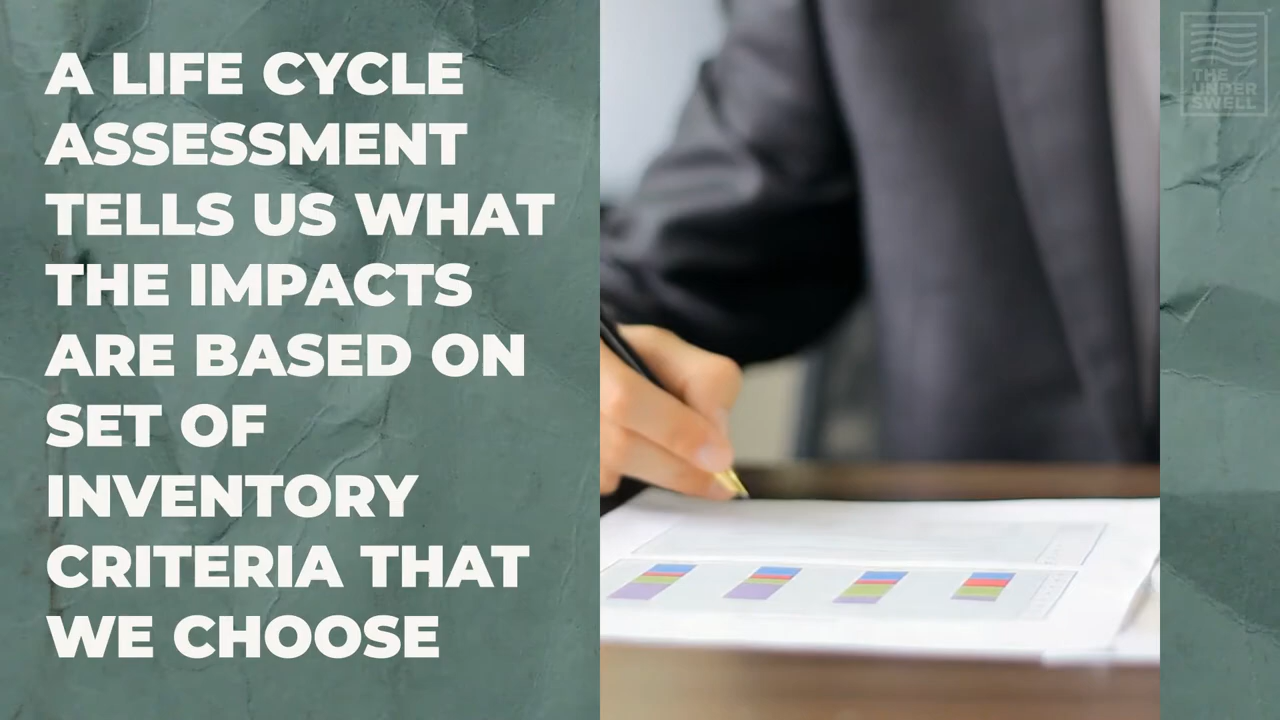 A LIFE CYCLE
ASSESSMENT
TELLS US WHAT
THE IMPACTS
ARE BASED ON
SET OF
INVENTORY
CRITERIA THAT
WE CHOOSE
THE
UNDER
SWELL